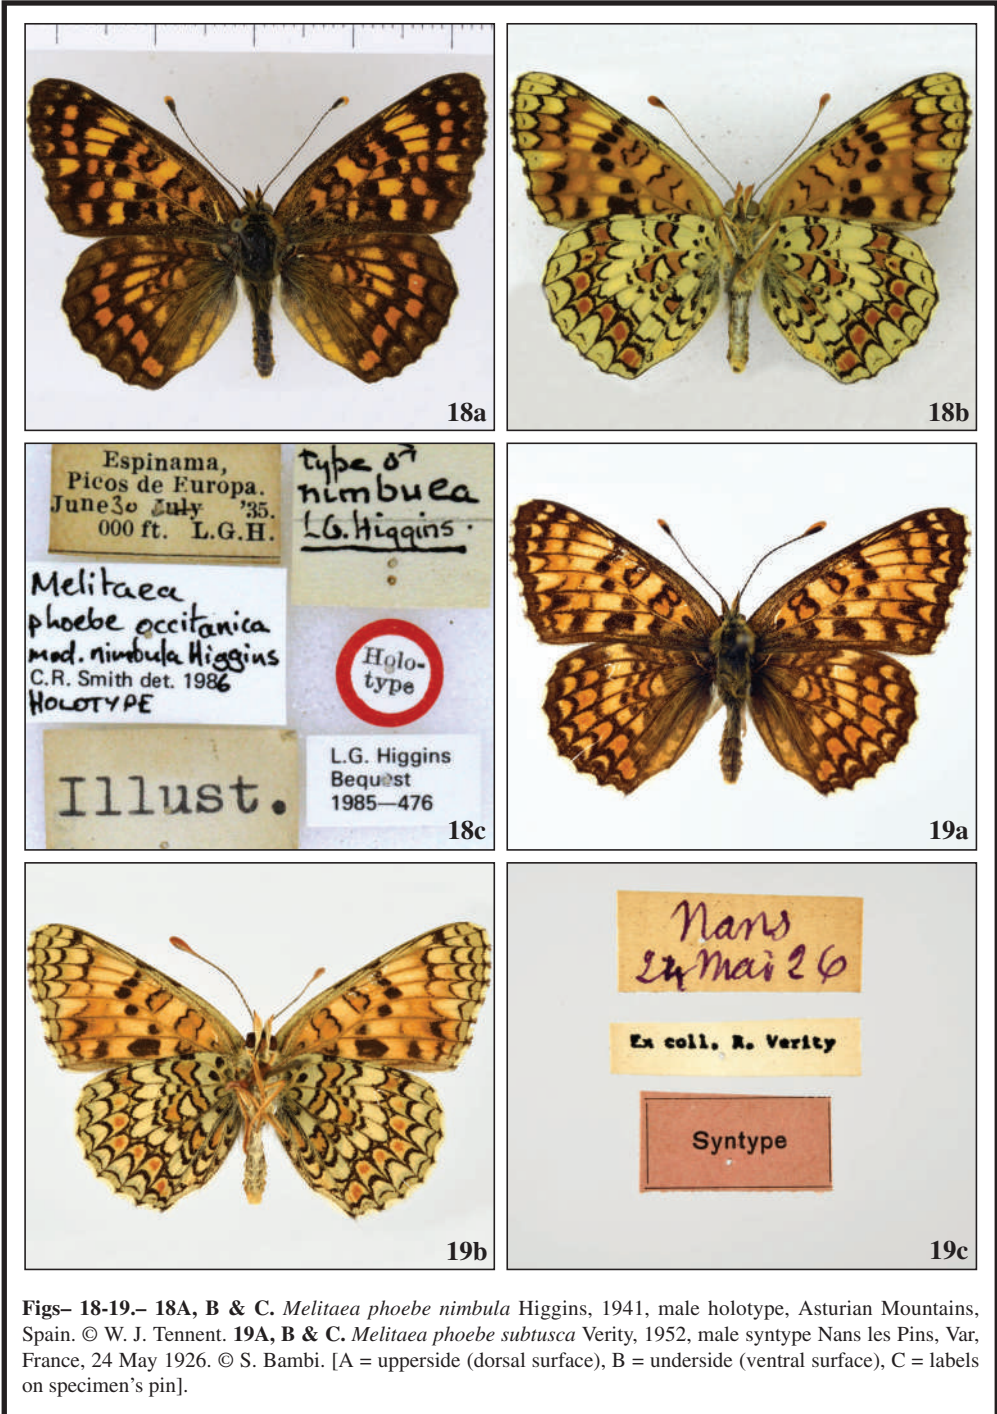 18a
18b
Espinama,
Picos de Europa.
June 30 July '35.
000 ft. L.G.H.
type ♂
nimbula
L.G. Higgins.
Melitaea
phoebe occitanica
mod. nimbula Higgins
C.R. Smith det. 1986
HOLOTYPE
Holo-
type
Illust.
L.G. Higgins
Bequest
1985—476
18c
19a
19b
Nans
24 Mai 26
Ex coll. R. Verity
Syntype
19c
Figs– 18-19.– 18A, B & C. Melitaea phoebe nimbula Higgins, 1941, male holotype, Asturian Mountains,
Spain. © W. J. Tennent. 19A, B & C. Melitaea phoebe subtusca Verity, 1952, male syntype Nans les Pins, Var,
France, 24 May 1926. © S. Bambi. [A = upperside (dorsal surface), B = underside (ventral surface), C = labels
on specimen's pin].